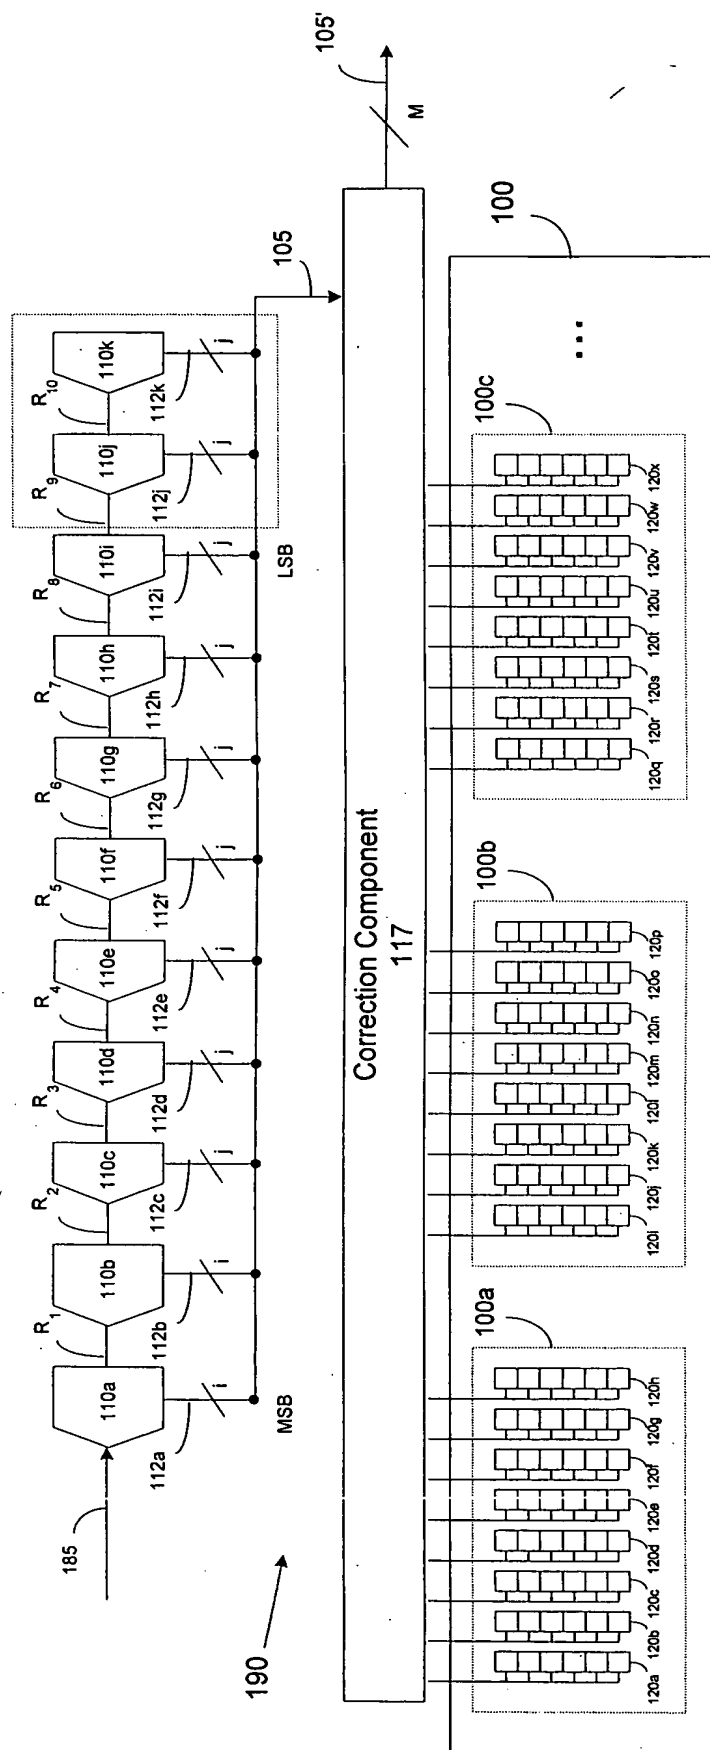 105'
M
105
R1 R2 R3 R4 R5 R6 R7 R8 R9 R10
185
110a 110b 110c 110d 110e 110f 110g 110h 110i 110j 110k
i i j j j j j j j j j
112a 112b 112c 112d 112e 112f 112g 112h 112i 112j 112k
MSB LSB
190
Correction Component
117
100
100a 100b 100c
...
120a 120b 120c 120d 120e 120f 120g 120h
120i 120j 120k 120l 120m 120n 120o 120p
120q 120r 120s 120t 120u 120v 120w 120x